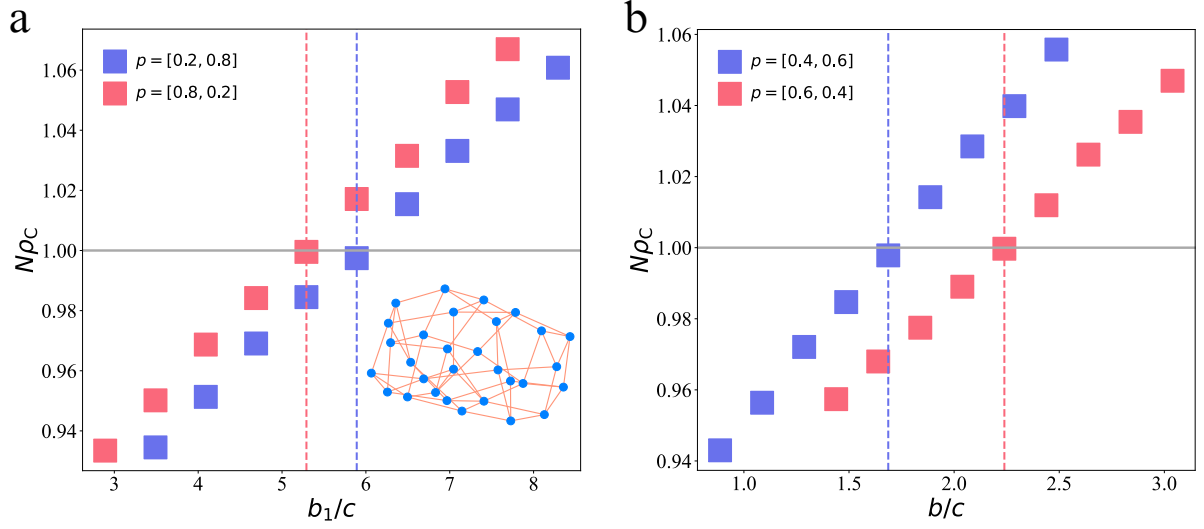 a
1.06
1.04
1.02
1.00
0.98
0.96
0.94
NρC
p = [0.2, 0.8]
p = [0.8, 0.2]
3 4 5 6 7 8
b₁/c
b
1.06
1.04
1.02
1.00
0.98
0.96
0.94
NρC
p = [0.4, 0.6]
p = [0.6, 0.4]
1.0 1.5 2.0 2.5 3.0
b/c